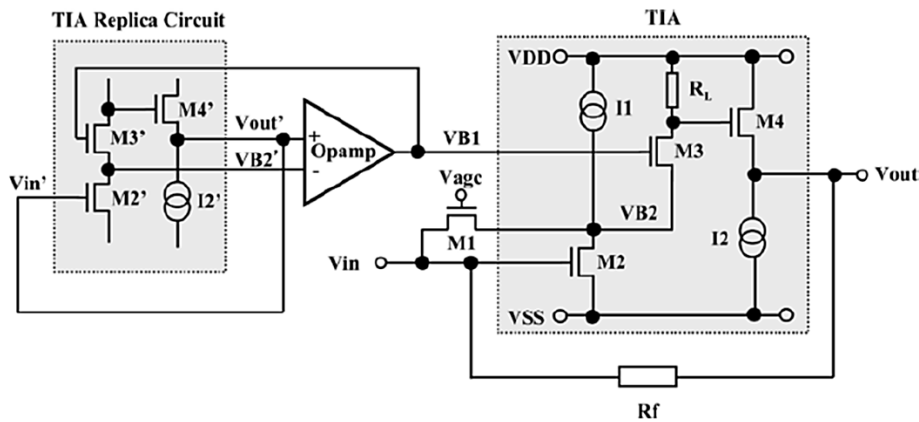 TIA Replica Circuit
TIA
VDD
RL
M4'
I1
M4
Vout'
+
M3'
Opamp
VB1
M3
VB2'
-
Vin'
Vagc
Vout
M2'
I2'
VB2
M1
I2
Vin
M2
VSS
Rf